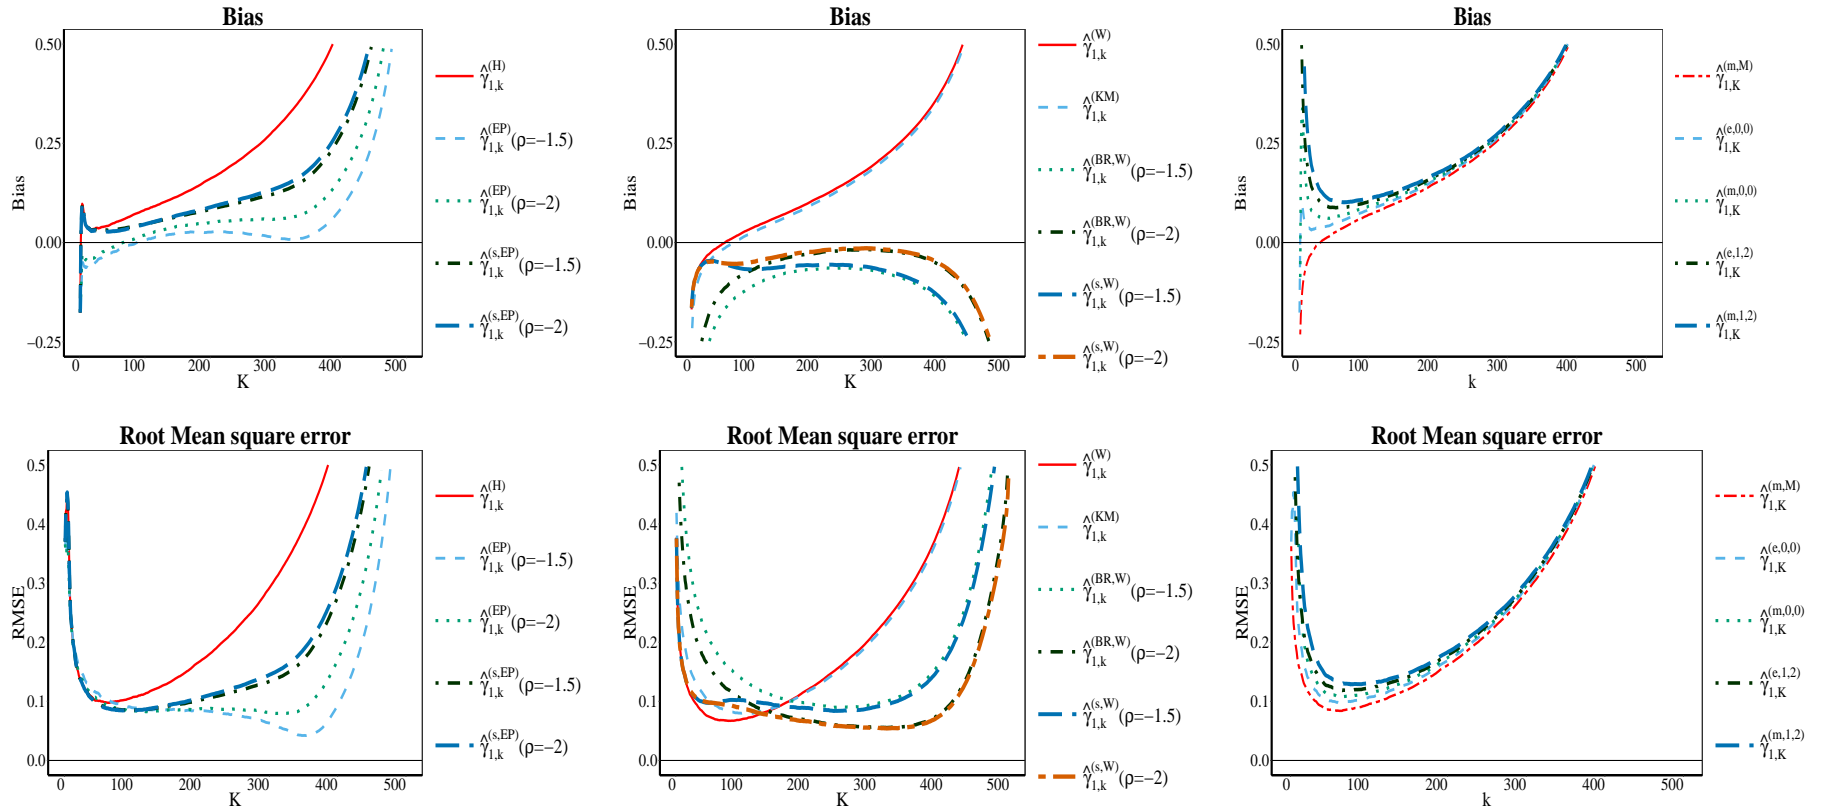 Bias
Bias
0.50
0.25
0.00
−0.25
0 100 200 300 400 500
K
γ̂1,k(H)
γ̂1,k(EP)(ρ=−1.5)
γ̂1,k(EP)(ρ=−2)
γ̂1,k(s,EP)(ρ=−1.5)
γ̂1,k(s,EP)(ρ=−2)
Bias
Bias
0.50
0.25
0.00
−0.25
0 100 200 300 400 500
K
γ̂1,k(W)
γ̂1,k(KM)
γ̂1,k(BR,W)(ρ=−1.5)
γ̂1,k(BR,W)(ρ=−2)
γ̂1,k(s,W)(ρ=−1.5)
γ̂1,k(s,W)(ρ=−2)
Bias
Bias
0.50
0.25
0.00
−0.25
0 100 200 300 400 500
k
γ̂1,K(m,M)
γ̂1,K(e,0,0)
γ̂1,K(m,0,0)
γ̂1,K(e,1,2)
γ̂1,K(m,1,2)
Root Mean square error
RMSE
0.5
0.4
0.3
0.2
0.1
0.0
0 100 200 300 400 500
K
γ̂1,k(H)
γ̂1,k(EP)(ρ=−1.5)
γ̂1,k(EP)(ρ=−2)
γ̂1,k(s,EP)(ρ=−1.5)
γ̂1,k(s,EP)(ρ=−2)
Root Mean square error
RMSE
0.5
0.4
0.3
0.2
0.1
0.0
0 100 200 300 400 500
K
γ̂1,k(W)
γ̂1,k(KM)
γ̂1,k(BR,W)(ρ=−1.5)
γ̂1,k(BR,W)(ρ=−2)
γ̂1,k(s,W)(ρ=−1.5)
γ̂1,k(s,W)(ρ=−2)
Root Mean square error
RMSE
0.5
0.4
0.3
0.2
0.1
0.0
0 100 200 300 400 500
k
γ̂1,K(m,M)
γ̂1,K(e,0,0)
γ̂1,K(m,0,0)
γ̂1,K(e,1,2)
γ̂1,K(m,1,2)